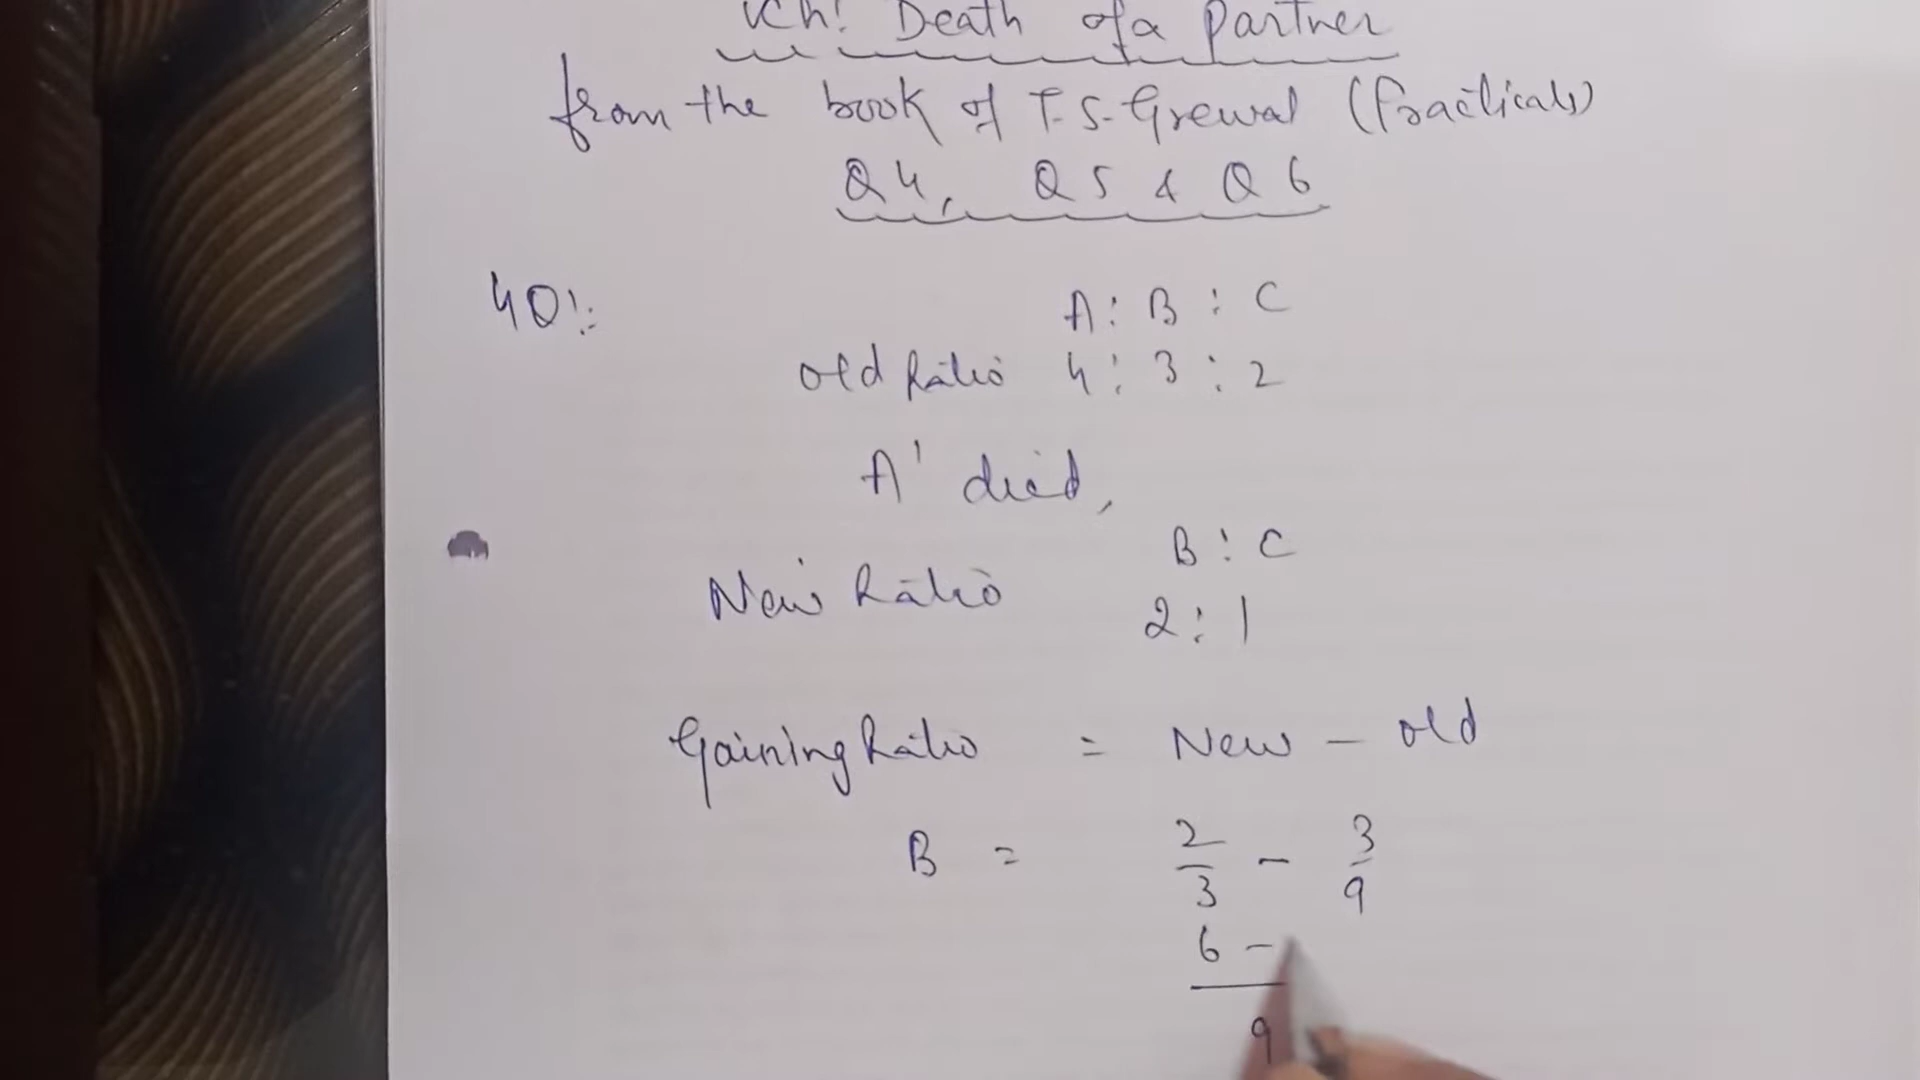 Ch: Death of a Partner
from the book of T.S. Grewal (Practicals)
Q4, Q5 & Q6
4Q:
A : B : C
Old Ratio 4 : 3 : 2
A' died,
B : C
New Ratio 2 : 1
Gaining Ratio = New - old
B = 2/3 - 3/9
6 -
9